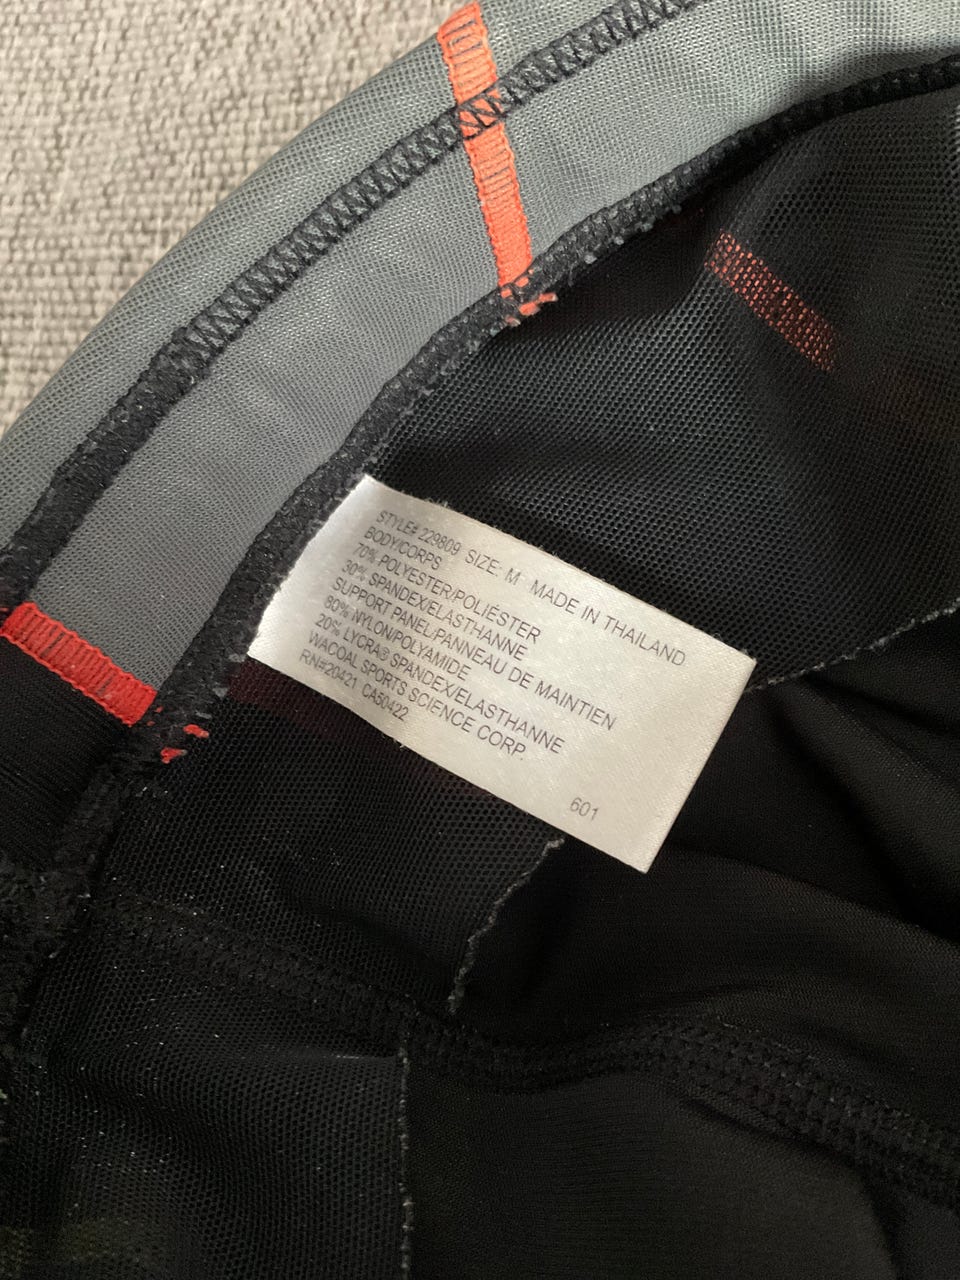 STYLE# 229809 SIZE: M MADE IN THAILAND
BODY/CORPS
70% POLYESTER/POLIÉSTER
30% SPANDEX/ELASTHANNE
SUPPORT PANEL/PANNEAU DE MAINTIEN
80% NYLON/POLYAMIDE
20% LYCRA® SPANDEX/ELASTHANNE
WACOAL SPORTS SCIENCE CORP.
RN#20421 CA50422
601